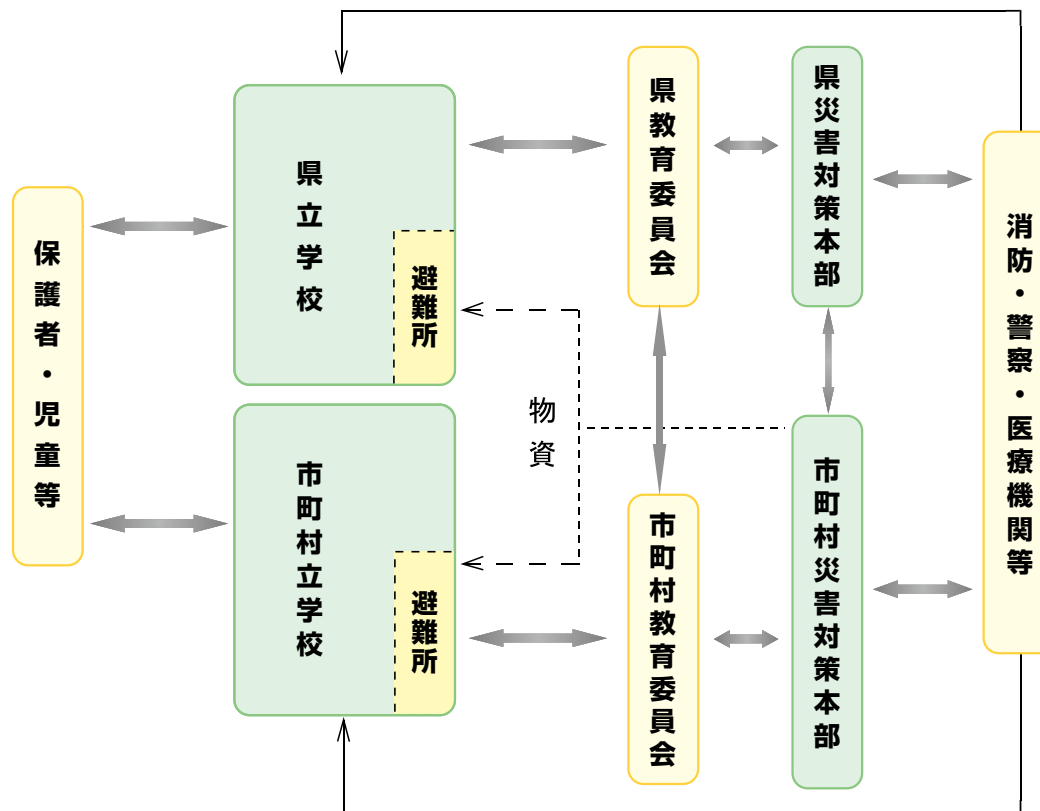 保護者・児童等
県立学校
避難所
市町村立学校
避難所
物資
県教育委員会
市町村教育委員会
県災害対策本部
市町村災害対策本部
消防・警察・医療機関等